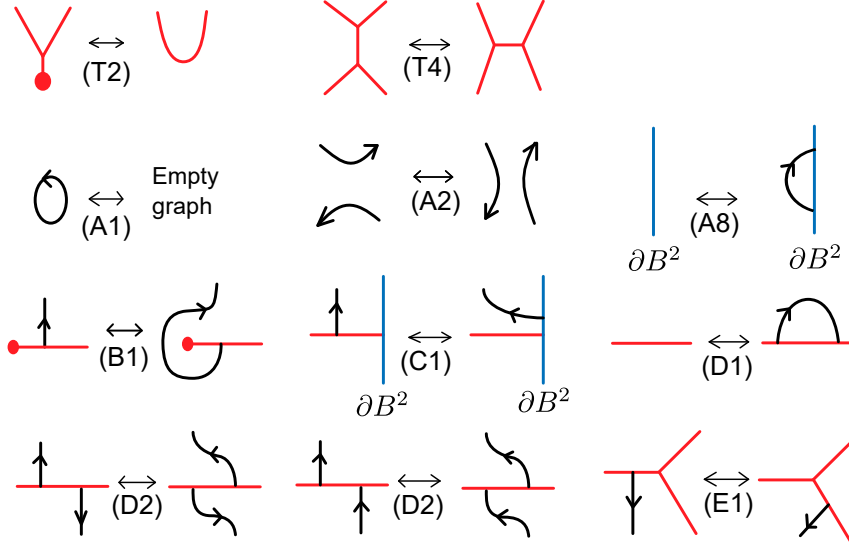 (T2)
(T4)
(A1)
Empty
graph
(A2)
(A8)
∂B²
∂B²
(B1)
(C1)
∂B²
∂B²
(D1)
(D2)
(D2)
(E1)